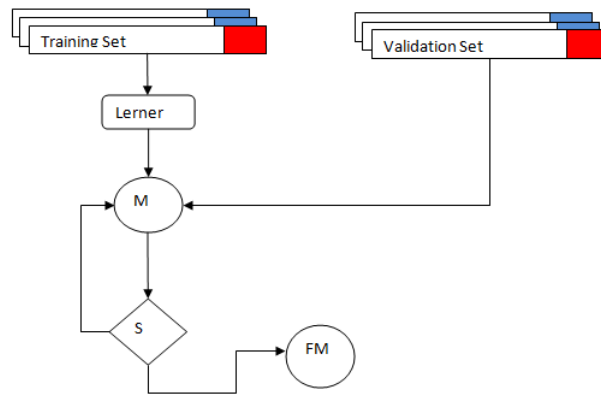 Training Set
Validation Set
Lerner
M
S
FM